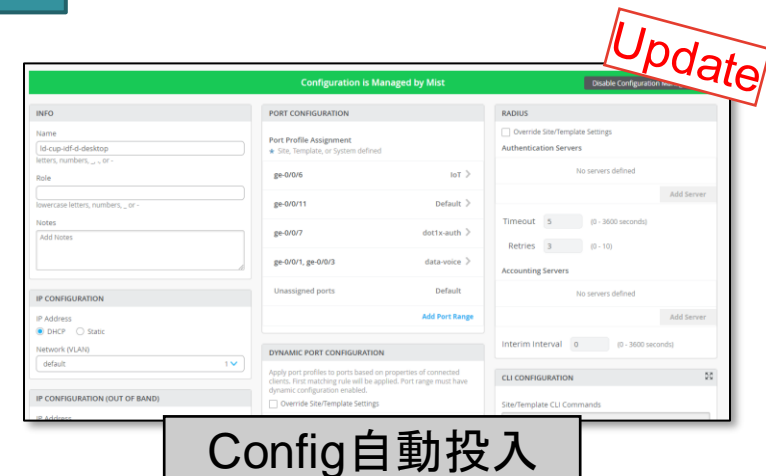 Update
Configuration is Managed by Mist
Disable Configuration
INFO
Name
ld-cup-idf-d-desktop
letters, numbers, _, ., or -
Role
lowercase letters, numbers, _ or -
Notes
Add Notes
IP CONFIGURATION
IP Address
DHCP Static
Network (VLAN)
default 1
IP CONFIGURATION (OUT OF BAND)
IP Address
PORT CONFIGURATION
Port Profile Assignment
Site, Template, or System defined
ge-0/0/6 IoT
ge-0/0/11 Default
ge-0/0/7 dot1x-auth
ge-0/0/1, ge-0/0/3 data-voice
Unassigned ports Default
Add Port Range
DYNAMIC PORT CONFIGURATION
Apply port profiles to ports based on properties of connected
clients. First matching rule will be applied. Port range must have
dynamic configuration enabled.
Override Site/Template Settings
RADIUS
Override Site/Template Settings
Authentication Servers
No servers defined
Add Server
Timeout 5 (0 - 3600 seconds)
Retries 3 (0 - 10)
Accounting Servers
No servers defined
Add Server
Interim Interval 0 (0 - 3600 seconds)
CLI CONFIGURATION
Site/Template CLI Commands
Config自動投入